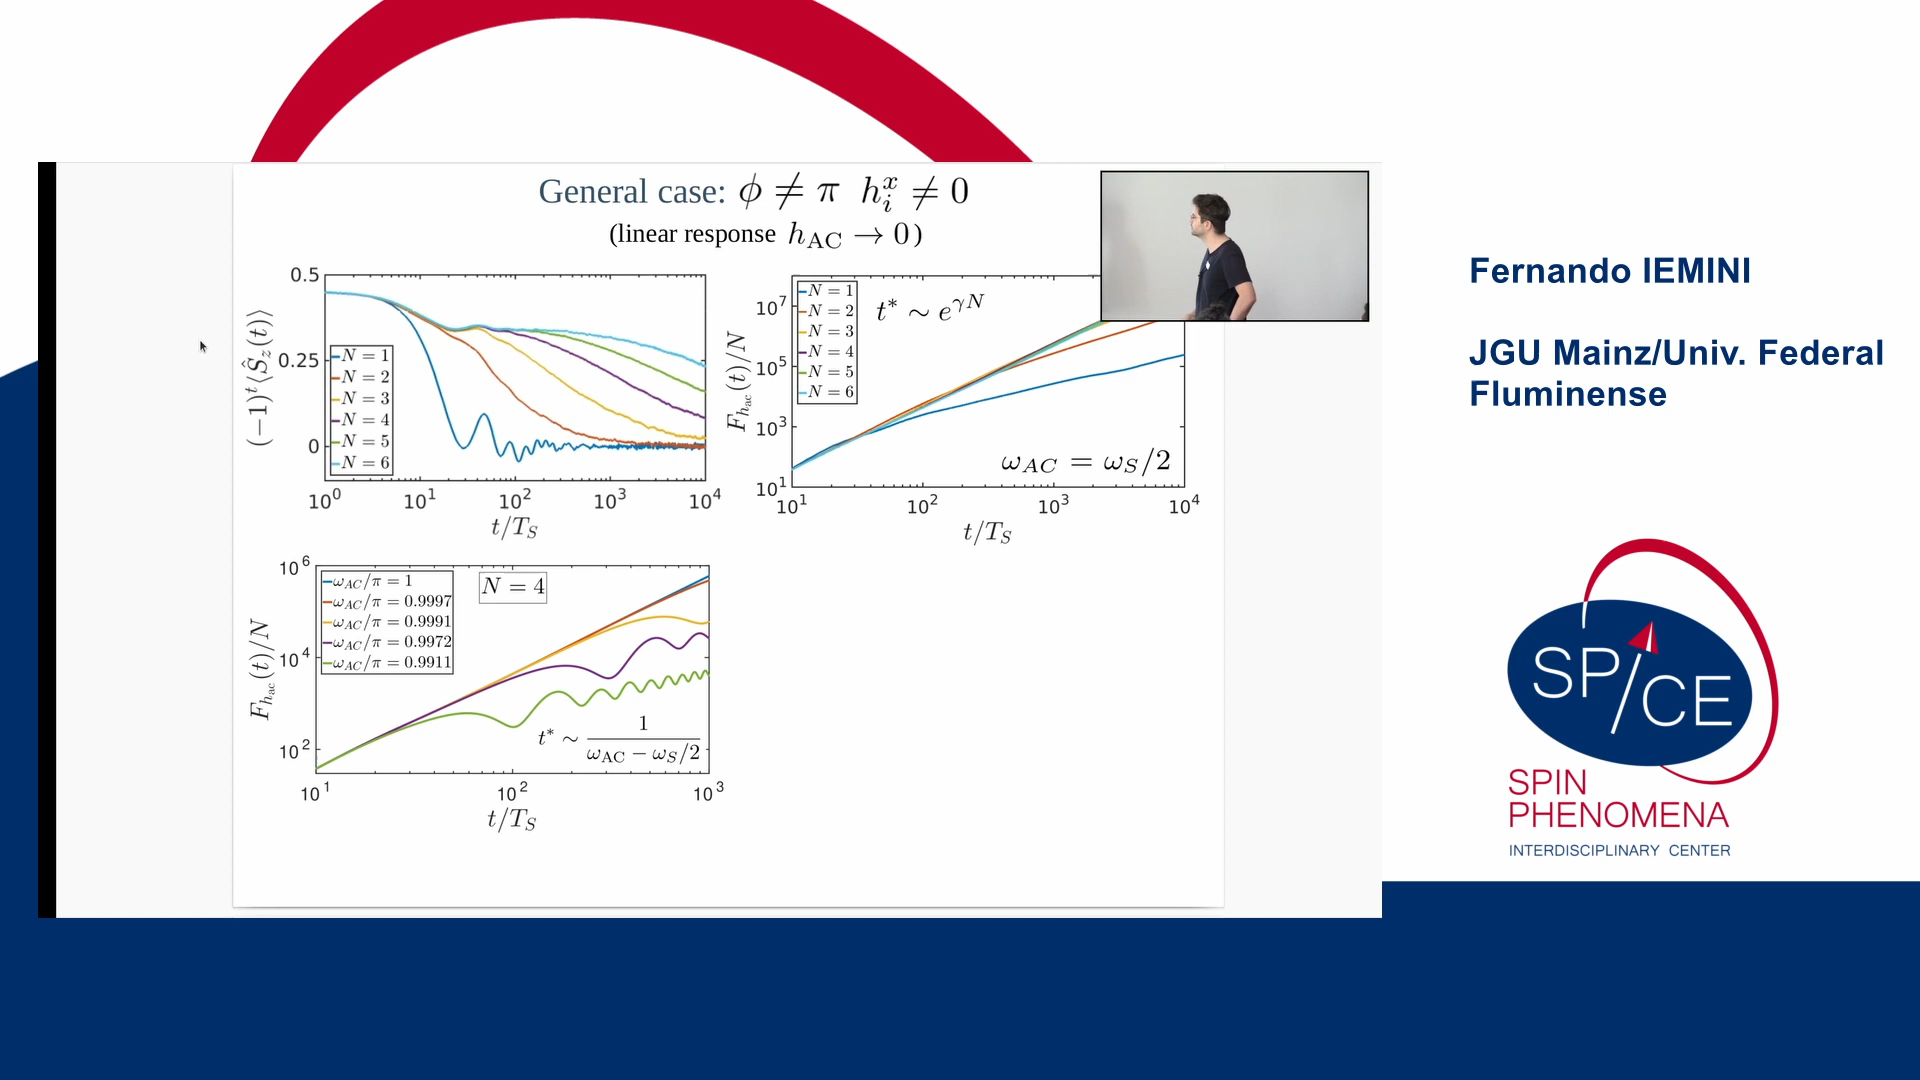 General case: ϕ ≠ π h_i^x ≠ 0
(linear response h_AC → 0)
0.5
0.25
0
(−1)^t⟨Ŝ_z(t)⟩
N = 1
N = 2
N = 3
N = 4
N = 5
N = 6
10^0 10^1 10^2 10^3 10^4
t/T_S
10^7
10^5
10^3
10^1
F_{h_ac}(t)/N
N = 1
N = 2
N = 3
N = 4
N = 5
N = 6
t* ∼ e^{γN}
ω_AC = ω_S/2
10^1 10^2 10^3 10^4
t/T_S
10^6
10^4
10^2
F_{h_ac}(t)/N
ω_AC/π = 1
ω_AC/π = 0.9997
ω_AC/π = 0.9991
ω_AC/π = 0.9972
ω_AC/π = 0.9911
N = 4
t* ∼ 1 / (ω_AC − ω_S/2)
10^1 10^2 10^3
t/T_S
Fernando IEMINI
JGU Mainz/Univ. Federal
Fluminense
SP/CE
SPIN
PHENOMENA
INTERDISCIPLINARY CENTER